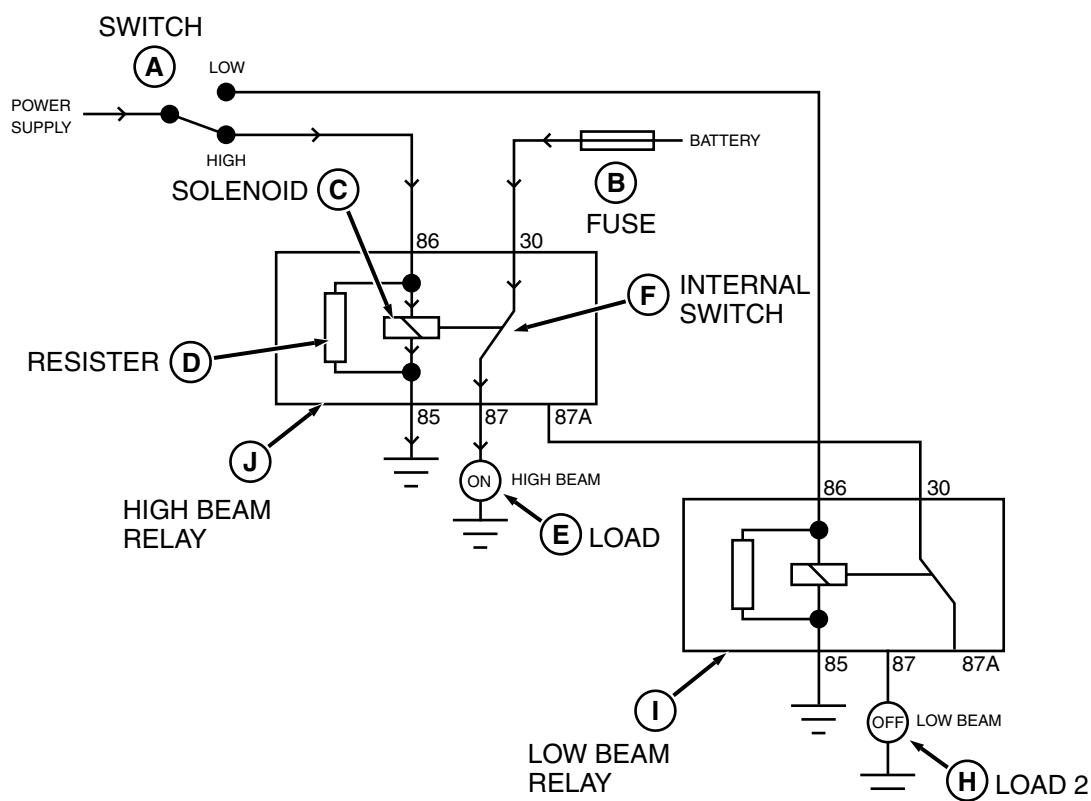 SWITCH
A
LOW
POWER
SUPPLY
HIGH
BATTERY
SOLENOID C
B
FUSE
86
30
F INTERNAL
SWITCH
RESISTER D
85
87
87A
J
ON HIGH BEAM
HIGH BEAM
RELAY
E LOAD
86
30
85
87
87A
I
OFF LOW BEAM
LOW BEAM
RELAY
H LOAD 2